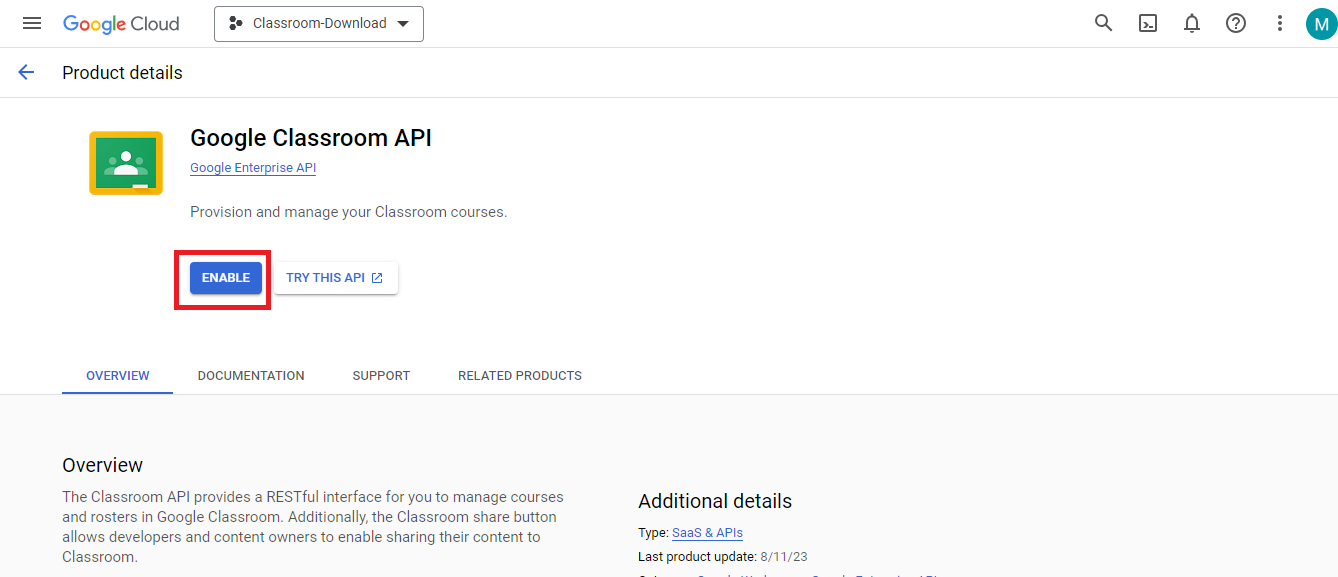 Google Cloud
Classroom-Download
M
Product details
Google Classroom API
Google Enterprise API
Provision and manage your Classroom courses.
ENABLE
TRY THIS API
OVERVIEW
DOCUMENTATION
SUPPORT
RELATED PRODUCTS
Overview
The Classroom API provides a RESTful interface for you to manage courses
and rosters in Google Classroom. Additionally, the Classroom share button
allows developers and content owners to enable sharing their content to
Classroom.
Additional details
Type: SaaS & APIs
Last product update: 8/11/23